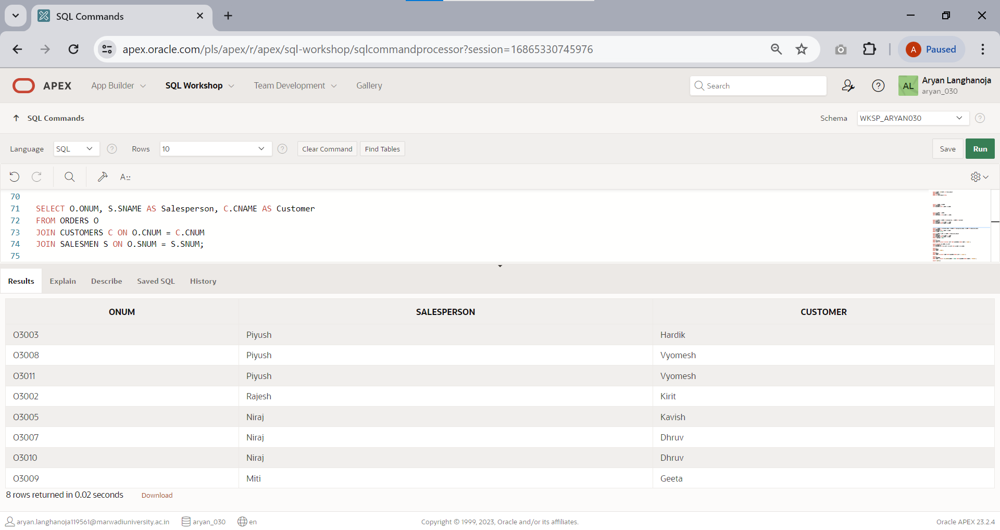 SQL Commands
apex.oracle.com/pls/apex/r/apex/sql-workshop/sqlcommandprocessor?session=16865330745976
A Paused
APEX App Builder SQL Workshop Team Development Gallery Search AL Aryan Langhanoja
aryan_030
SQL Commands Schema WKSP_ARYAN030
Language SQL Rows 10 Clear Command Find Tables Save Run
70
71 SELECT O.ONUM, S.SNAME AS Salesperson, C.CNAME AS Customer
72 FROM ORDERS O
73 JOIN CUSTOMERS C ON O.CNUM = C.CNUM
74 JOIN SALESMEN S ON O.SNUM = S.SNUM;
75
Results Explain Describe Saved SQL History
ONUM SALESPERSON CUSTOMER
O3003 Piyush Hardik
O3008 Piyush Vyomesh
O3011 Piyush Vyomesh
O3002 Rajesh Kirit
O3005 Niraj Kavish
O3007 Niraj Dhruv
O3010 Niraj Dhruv
O3009 Miti Geeta
8 rows returned in 0.02 seconds Download
aryan.langhanoja119561@marwadiuniversity.ac.in aryan_030 en Copyright © 1999, 2023, Oracle and/or its affiliates. Oracle APEX 23.2.4